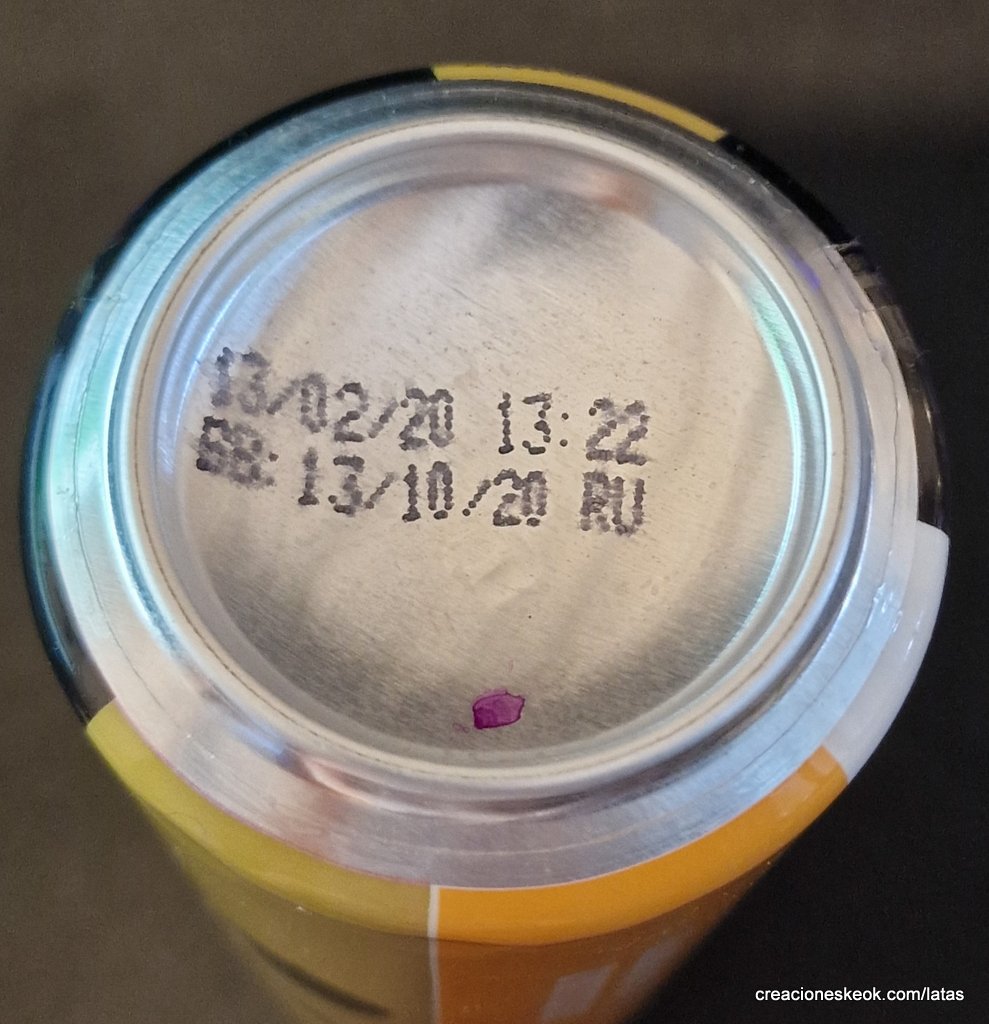 13/02/20 13:22
BB: 13/10/20 RU
creacioneskeok.com/latas